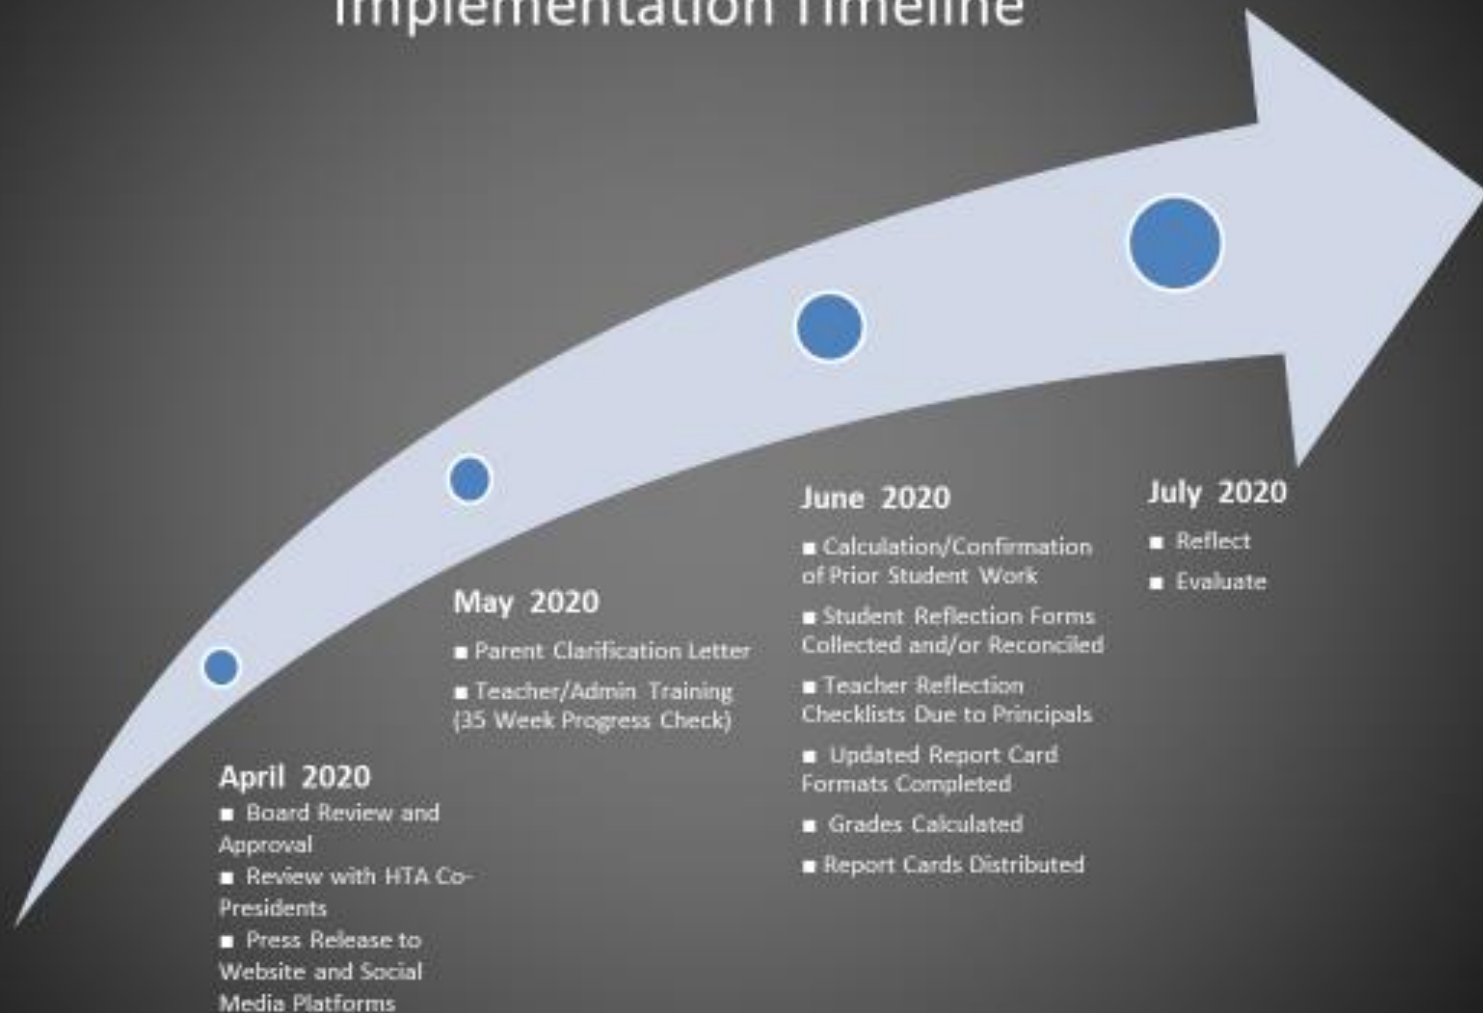 Implementation Timeline
April 2020
■ Board Review and
Approval
■ Review with HTA Co-
Presidents
■ Press Release to
Website and Social
Media Platforms
May 2020
■ Parent Clarification Letter
■ Teacher/Admin Training
(35 Week Progress Check)
June 2020
■ Calculation/Confirmation
of Prior Student Work
■ Student Reflection Forms
Collected and/or Reconciled
■ Teacher Reflection
Checklists Due to Principals
■ Updated Report Card
Formats Completed
■ Grades Calculated
■ Report Cards Distributed
July 2020
■ Reflect
■ Evaluate